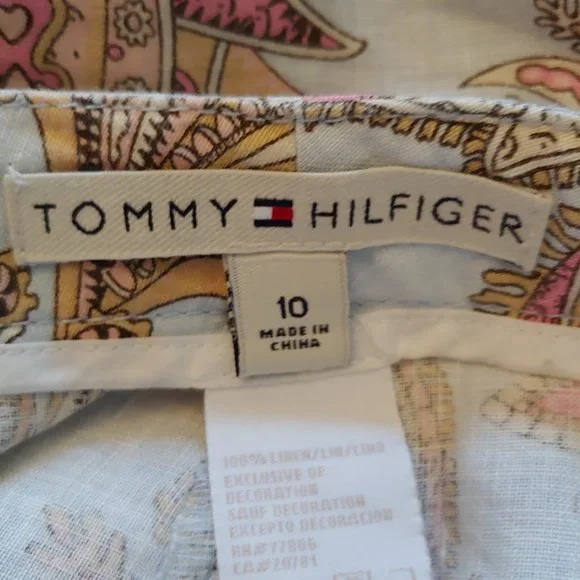 TOMMY HILFIGER
10
MADE IN
CHINA
100% LINEN/LIN/LINO
EXCLUSIVE OF
DECORATION
SAUF DECORATION
EXCEPTO DECORACION
RN#77806
CA#20781